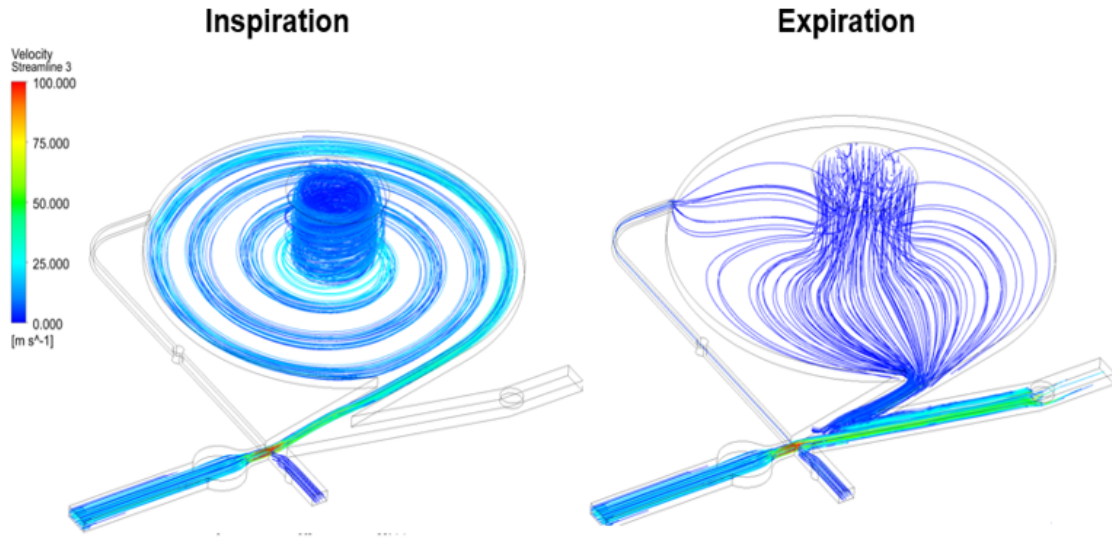 Inspiration
Expiration
Velocity
Streamline 3
100.000
75.000
50.000
25.000
0.000
[m s^-1]